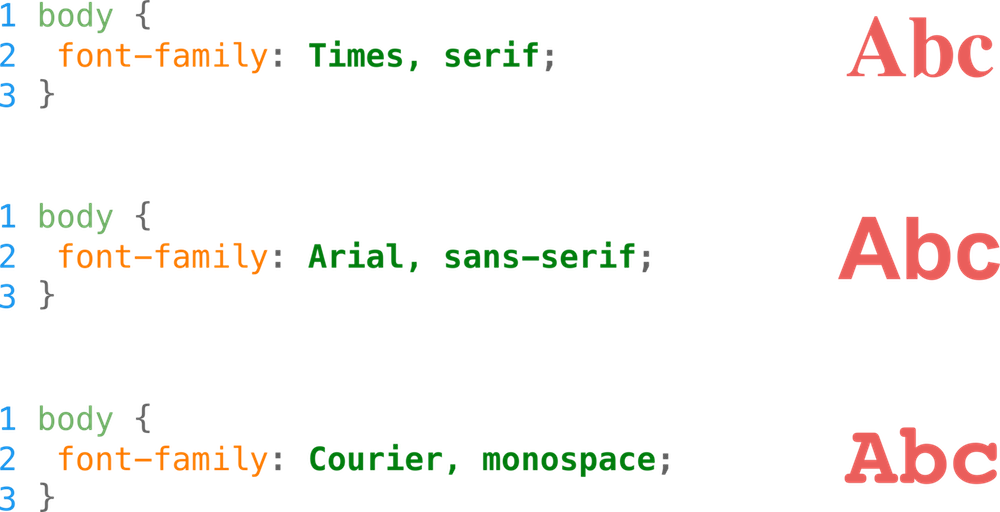 1 body {
2  font-family: Times, serif;
3 }
Abc
1 body {
2  font-family: Arial, sans-serif;
3 }
Abc
1 body {
2  font-family: Courier, monospace;
3 }
Abc